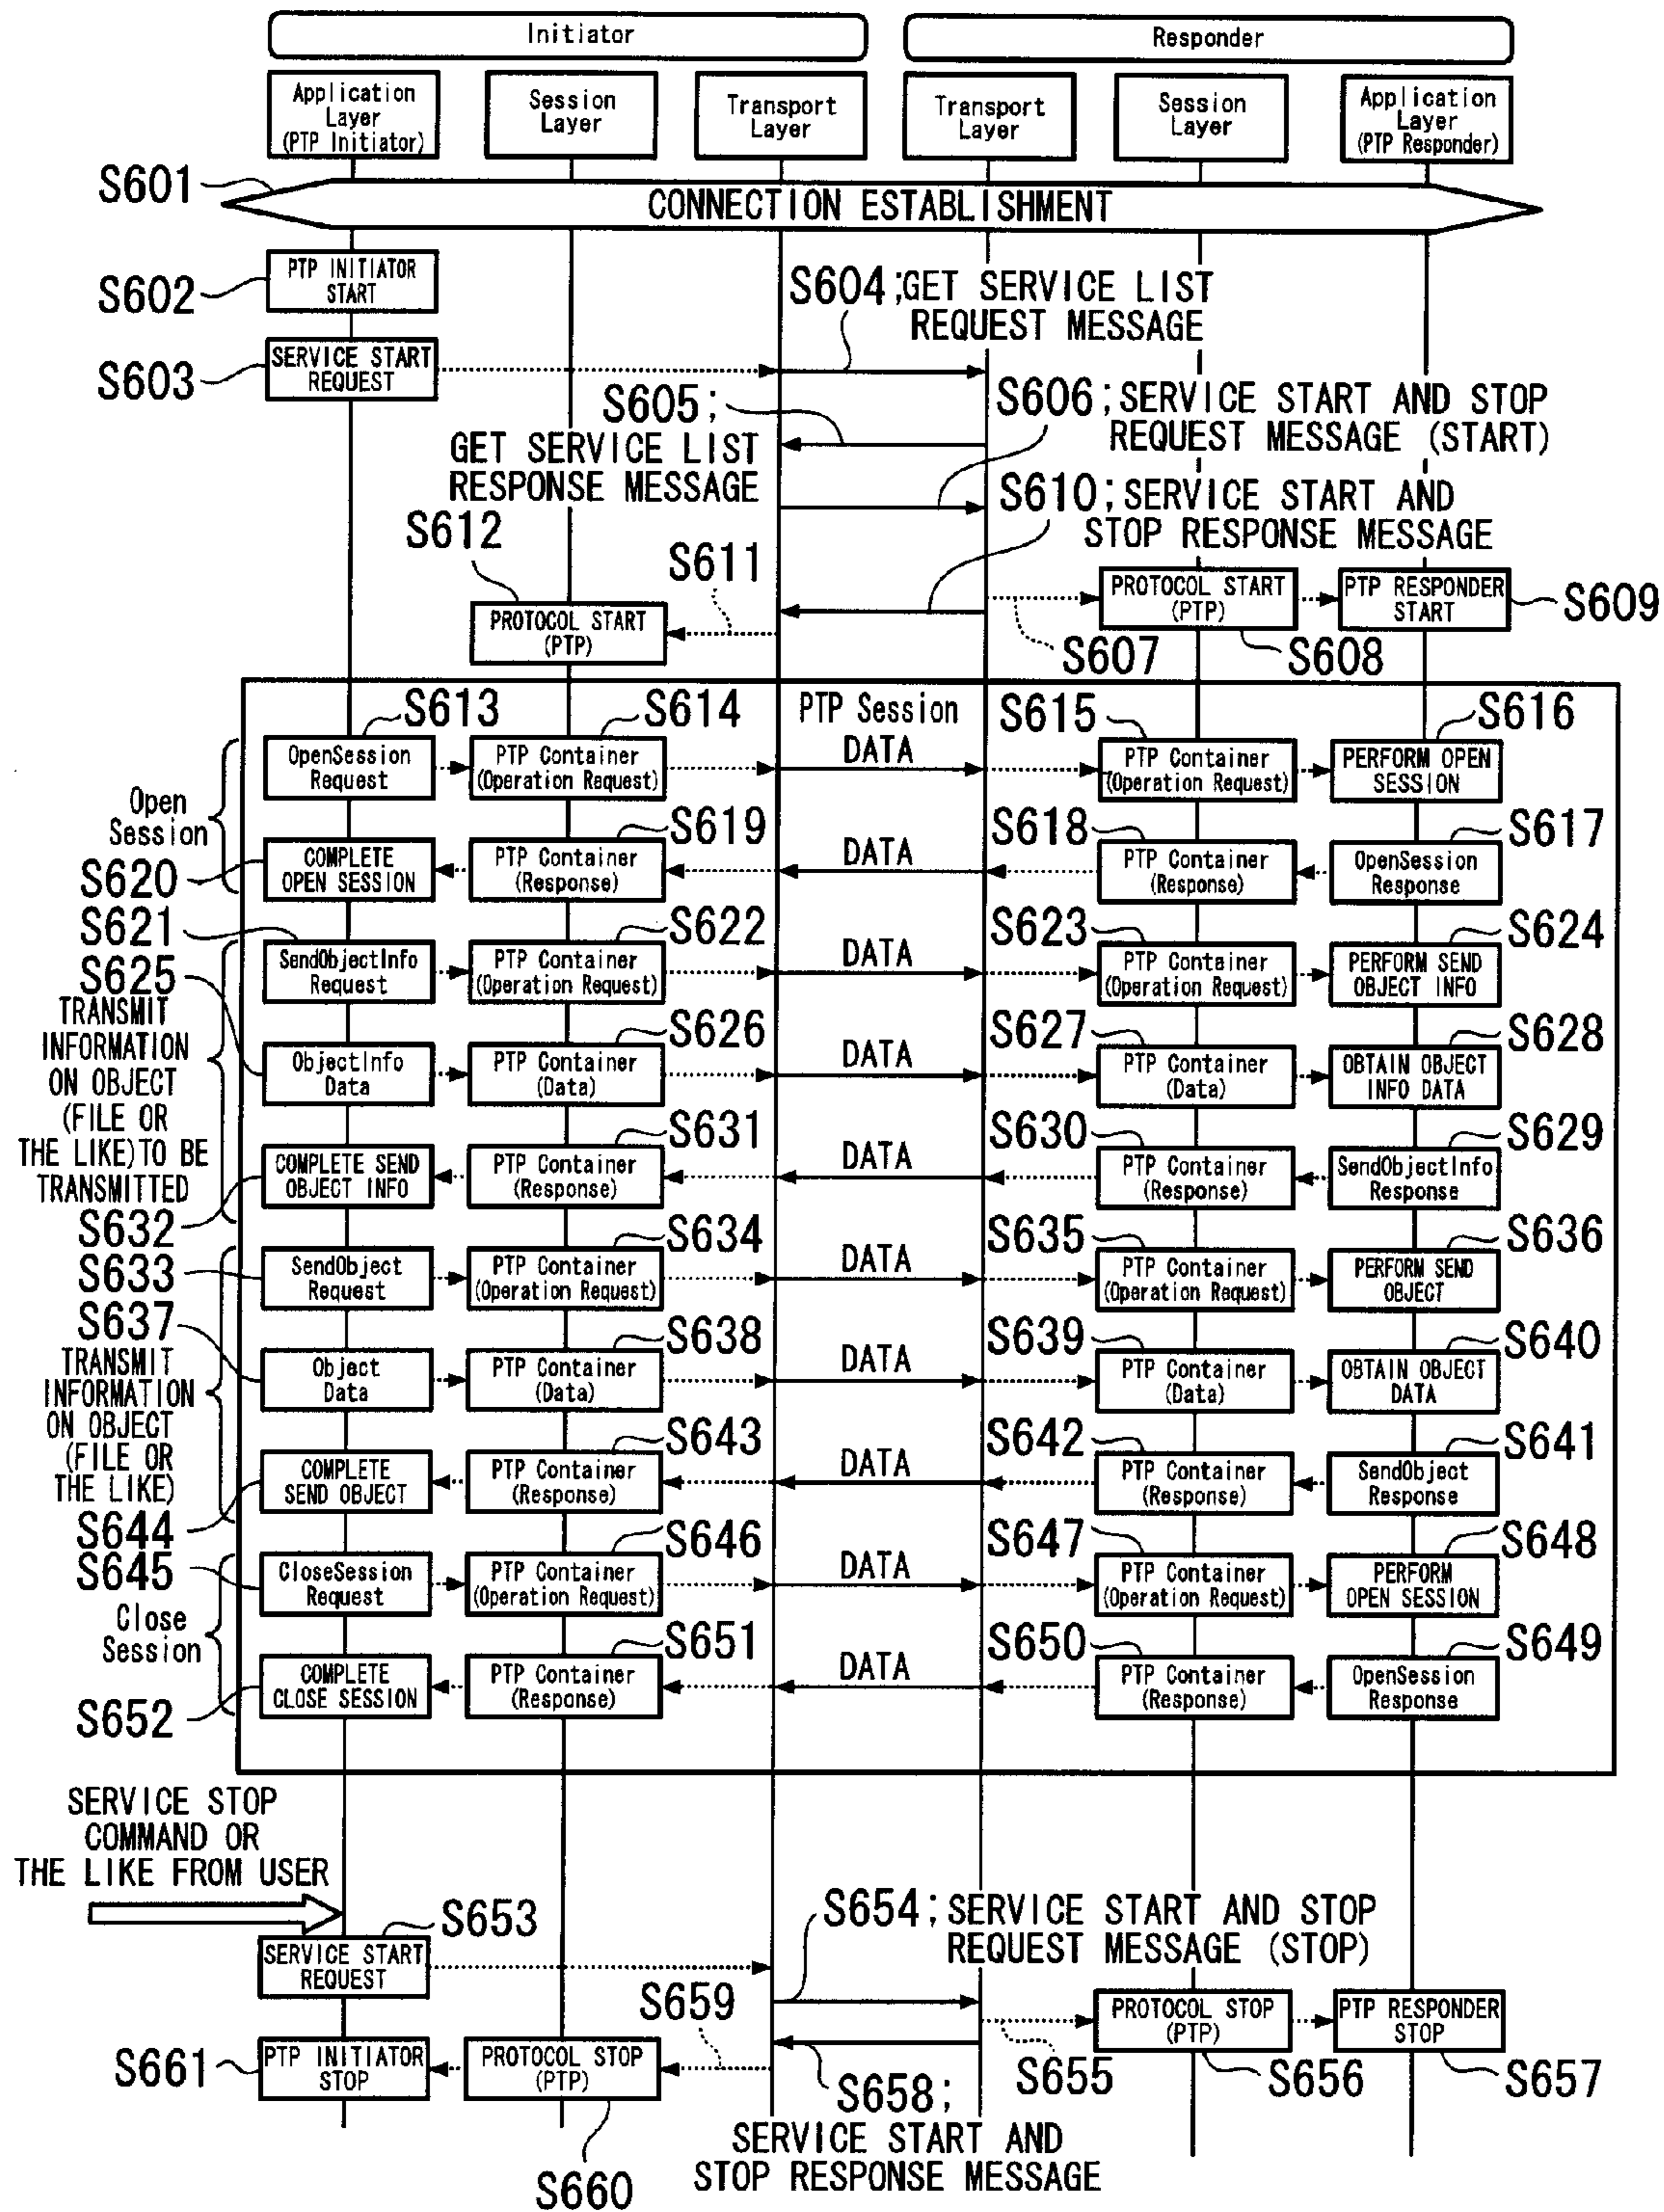 Initiator
Responder
Application
Layer
(PTP Initiator)
Session
Layer
Transport
Layer
Transport
Layer
Session
Layer
Application
Layer
(PTP Responder)
S601
CONNECTION ESTABLISHMENT
S602
PTP INITIATOR
START
S604;GET SERVICE LIST
REQUEST MESSAGE
S603
SERVICE START
REQUEST
S605;
GET SERVICE LIST
RESPONSE MESSAGE
S606;SERVICE START AND STOP
REQUEST MESSAGE (START)
S610;SERVICE START AND
STOP RESPONSE MESSAGE
S612
S611
PROTOCOL START
(PTP)
PROTOCOL START
(PTP)
PTP RESPONDER
START
S609
S607
S608
PTP Session
S613
S614
S615
S616
Open
Session
OpenSession
Request
PTP Container
(Operation Request)
DATA
PTP Container
(Operation Request)
PERFORM OPEN
SESSION
S619
S618
S617
S620
COMPLETE
OPEN SESSION
PTP Container
(Response)
DATA
PTP Container
(Response)
OpenSession
Response
S621
S622
S623
S624
SendObjectInfo
Request
PTP Container
(Operation Request)
DATA
PTP Container
(Operation Request)
PERFORM SEND
OBJECT INFO
S625
TRANSMIT
INFORMATION
ON OBJECT
(FILE OR
THE LIKE)TO BE
TRANSMITTED
S626
S627
S628
ObjectInfo
Data
PTP Container
(Data)
DATA
PTP Container
(Data)
OBTAIN OBJECT
INFO DATA
S631
S630
S629
COMPLETE SEND
OBJECT INFO
PTP Container
(Response)
DATA
PTP Container
(Response)
SendObjectInfo
Response
S632
S634
S635
S636
S633
SendObject
Request
PTP Container
(Operation Request)
DATA
PTP Container
(Operation Request)
PERFORM SEND
OBJECT
S637
TRANSMIT
INFORMATION
ON OBJECT
(FILE OR
THE LIKE)
S638
S639
S640
Object
Data
PTP Container
(Data)
DATA
PTP Container
(Data)
OBTAIN OBJECT
DATA
S643
S642
S641
COMPLETE
SEND OBJECT
PTP Container
(Response)
DATA
PTP Container
(Response)
SendObject
Response
S644
S646
S647
S648
S645
Close
Session
CloseSession
Request
PTP Container
(Operation Request)
DATA
PTP Container
(Operation Request)
PERFORM
OPEN SESSION
S651
S650
S649
COMPLETE
CLOSE SESSION
PTP Container
(Response)
DATA
PTP Container
(Response)
OpenSession
Response
S652
SERVICE STOP
COMMAND OR
THE LIKE FROM USER
S653
SERVICE START
REQUEST
S654;SERVICE START AND STOP
REQUEST MESSAGE (STOP)
S659
PROTOCOL STOP
(PTP)
PTP RESPONDER
STOP
S661
PTP INITIATOR
STOP
PROTOCOL STOP
(PTP)
S655
S656
S657
S658;
SERVICE START AND
STOP RESPONSE MESSAGE
S660